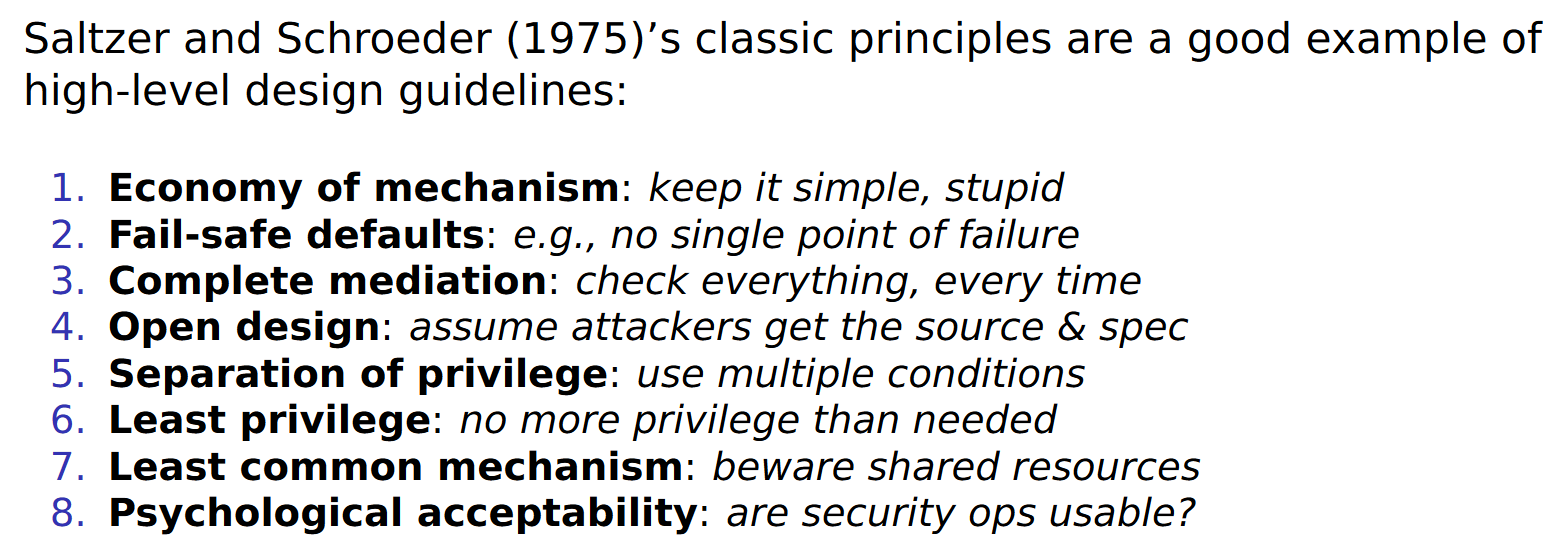 Saltzer and Schroeder (1975)’s classic principles are a good example of
high-level design guidelines:
1. Economy of mechanism: keep it simple, stupid
2. Fail-safe defaults: e.g., no single point of failure
3. Complete mediation: check everything, every time
4. Open design: assume attackers get the source & spec
5. Separation of privilege: use multiple conditions
6. Least privilege: no more privilege than needed
7. Least common mechanism: beware shared resources
8. Psychological acceptability: are security ops usable?